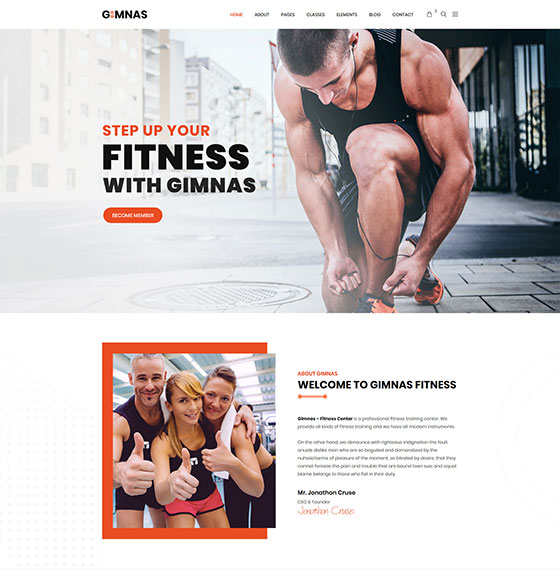 GIMNAS
HOME ABOUT PAGES CLASSES ELEMENTS BLOG CONTACT 0
STEP UP YOUR
FITNESS
WITH GIMNAS
BECOME MEMBER
ABOUT GIMNAS
WELCOME TO GIMNAS FITNESS
Gimnas - Fitness Center is a professional fitness training center. We
provide all kinds of fitness training and we have all modern instruments.
On the other hand, we denounce with righteous indignation the foult
anuals dislike men who are so beguiled and demoralized by the
nuhaiicharms of pleasure of the moment, so blinded by desire, that they
cannot foresee the pain and trouble that are bound toen sue; and equal
blame belongs to those who fail in their duty.
Mr. Jonathon Cruse
CEO & Founder
Jonathon Cruse